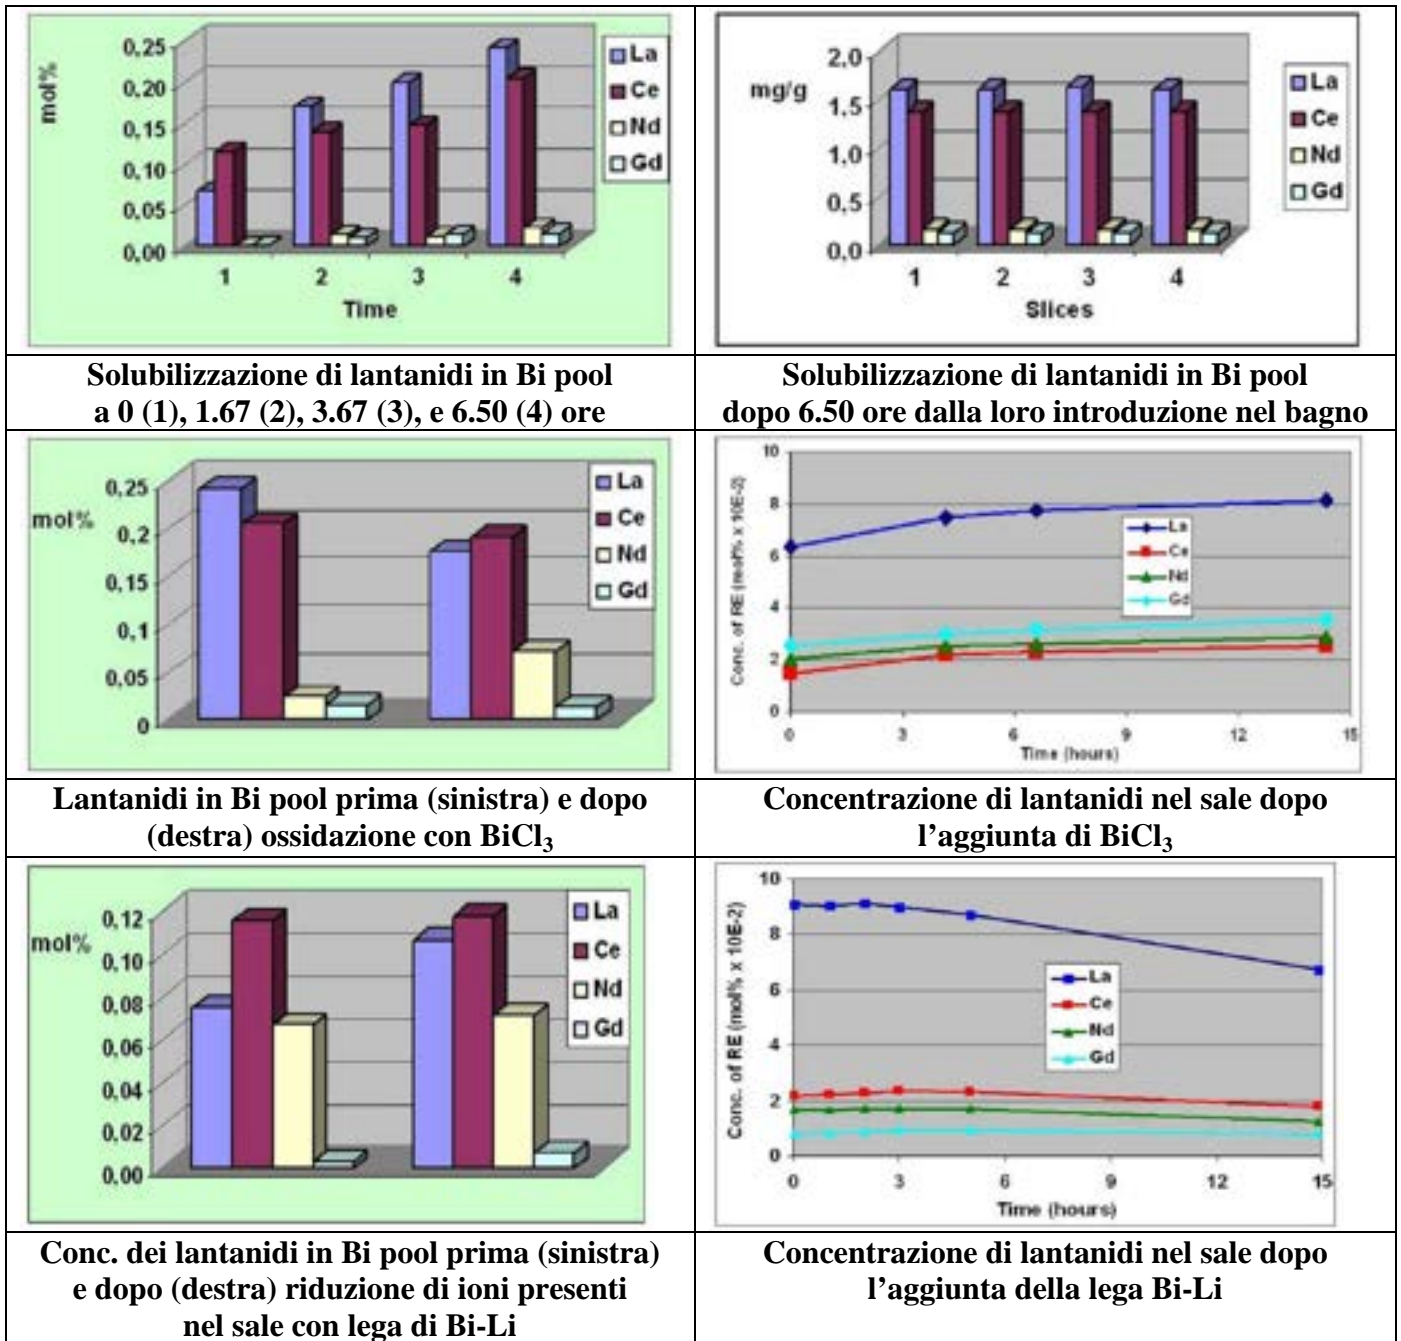 mol%
0,25
0,20
0,15
0,10
0,05
0,00
1 2 3 4
Time
La
Ce
Nd
Gd
mg/g
2,0
1,5
1,0
0,5
0,0
1 2 3 4
Slices
La
Ce
Nd
Gd
Solubilizzazione di lantanidi in Bi pool
a 0 (1), 1.67 (2), 3.67 (3), e 6.50 (4) ore
Solubilizzazione di lantanidi in Bi pool
dopo 6.50 ore dalla loro introduzione nel bagno
mol%
0,25
0,2
0,15
0,1
0,05
0
La
Ce
Nd
Gd
Conc. of RE (mol% x 10E-2)
10
8
6
4
2
0
0 3 6 9 12 15
Time (hours)
La
Ce
Nd
Gd
Lantanidi in Bi pool prima (sinistra) e dopo
(destra) ossidazione con BiCl₃
Concentrazione di lantanidi nel sale dopo
l’aggiunta di BiCl₃
mol%
0,12
0,10
0,08
0,06
0,04
0,02
0,00
La
Ce
Nd
Gd
Conc. of RE (mol% x 10E-2)
10
8
6
4
2
0
0 3 6 9 12 15
Time (hours)
La
Ce
Nd
Gd
Conc. dei lantanidi in Bi pool prima (sinistra)
e dopo (destra) riduzione di ioni presenti
nel sale con lega di Bi-Li
Concentrazione di lantanidi nel sale dopo
l’aggiunta della lega Bi-Li